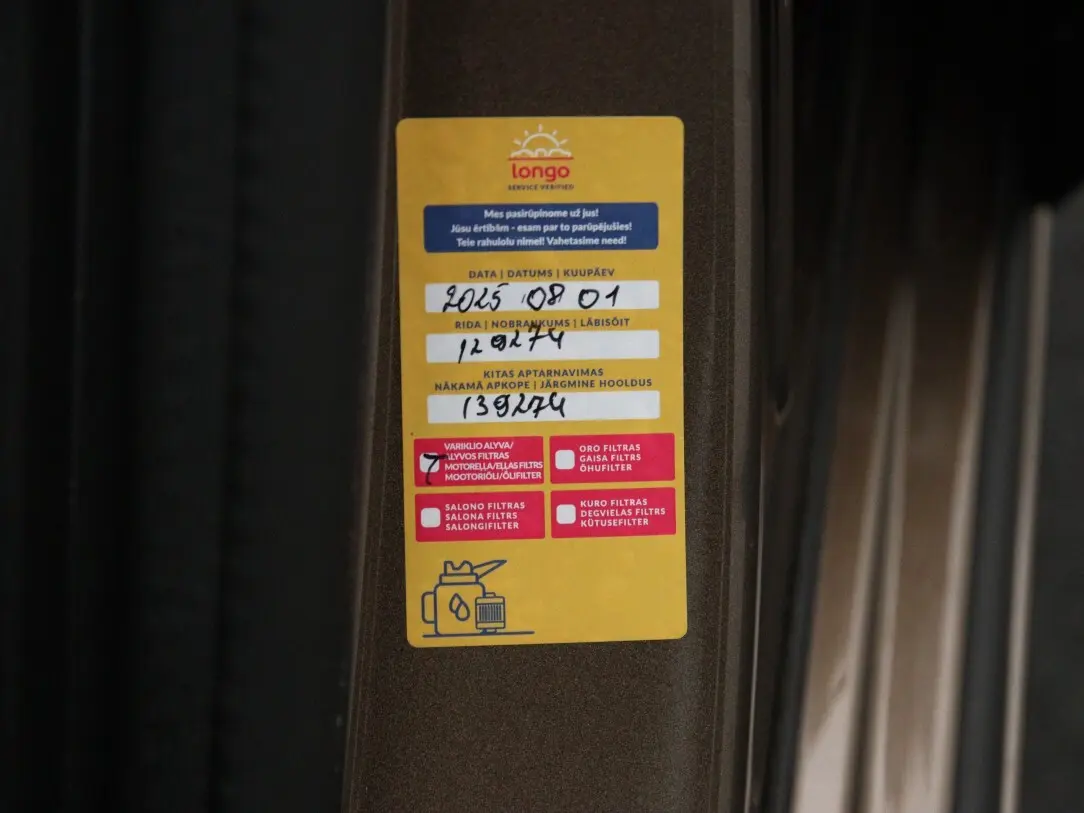 longo
SERVICE VERIFIED
Mes pasirūpinome už jus!
Jūsu ērtībām - esam par to parūpējušies!
Teie rahulolu nimel! Vahetasime need!
DATA | DATUMS | KUUPÄEV
2025 08 01
RIDA | NOBRAUKUMS | LÄBISÕIT
129274
KITAS APTARNAVIMAS
NĀKAMĀ APKOPE | JÄRGMINE HOOLDUS
139274
VARIKLIO ALYVA/
ALYVOS FILTRAS
MOTOREĻĻA/EĻĻAS FILTRS
MOOTORIÕLI/ÕLIFILTER
ORO FILTRAS
GAISA FILTRS
ÕHUFILTER
SALONO FILTRAS
SALONA FILTRS
SALONGIFILTER
KURO FILTRAS
DEGVIELAS FILTRS
KÜTUSEFILTER